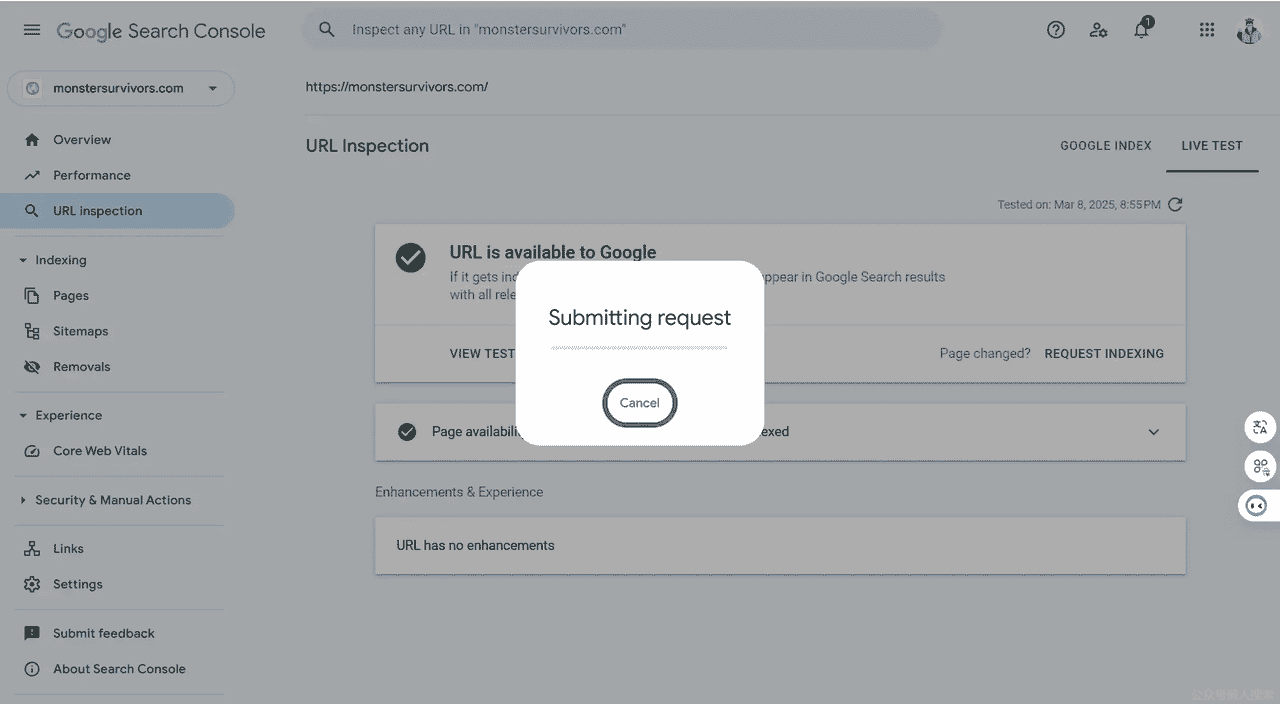 Google Search Console
Inspect any URL in "monstersurvivors.com"
1
monstersurvivors.com
https://monstersurvivors.com/
Overview
Performance
URL inspection
Indexing
Pages
Sitemaps
Removals
Experience
Core Web Vitals
Security & Manual Actions
Links
Settings
Submit feedback
About Search Console
URL Inspection
GOOGLE INDEX
LIVE TEST
Tested on: Mar 8, 2025, 8:55 PM
URL is available to Google
If it gets in
ppear in Google Search results
with all rele
VIEW TEST
Page changed?
REQUEST INDEXING
Submitting request
Cancel
Page availabili
exed
Enhancements & Experience
URL has no enhancements